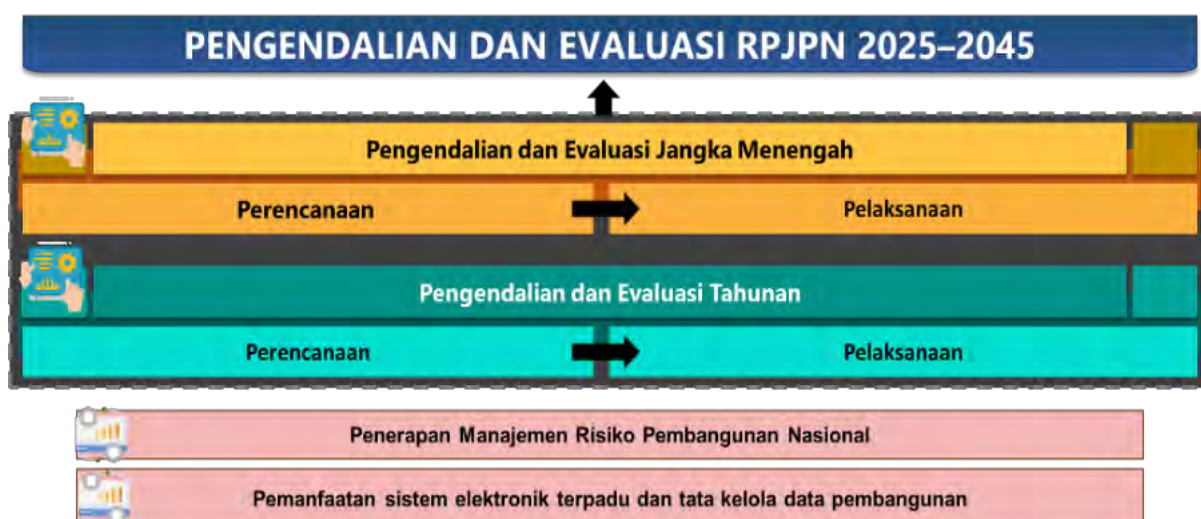 PENGENDALIAN DAN EVALUASI RPJPN 2025–2045
Pengendalian dan Evaluasi Jangka Menengah
Perencanaan
Pelaksanaan
Pengendalian dan Evaluasi Tahunan
Perencanaan
Pelaksanaan
Penerapan Manajemen Risiko Pembangunan Nasional
Pemanfaatan sistem elektronik terpadu dan tata kelola data pembangunan